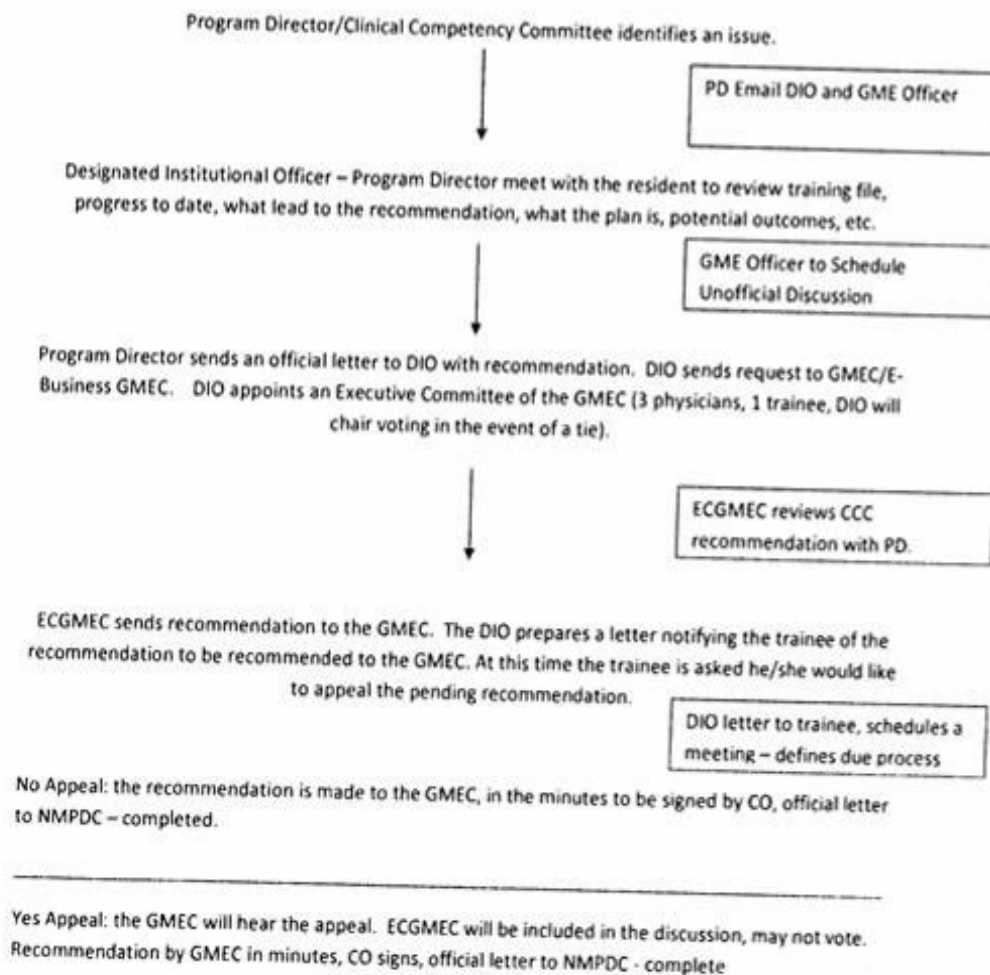 Program Director/Clinical Competency Committee identifies an issue.
PD Email DIO and GME Officer
Designated Institutional Officer – Program Director meet with the resident to review training file,
progress to date, what lead to the recommendation, what the plan is, potential outcomes, etc.
GME Officer to Schedule
Unofficial Discussion
Program Director sends an official letter to DIO with recommendation. DIO sends request to GMEC/E-
Business GMEC. DIO appoints an Executive Committee of the GMEC (3 physicians, 1 trainee, DIO will
chair voting in the event of a tie).
ECGMEC reviews CCC
recommendation with PD.
ECGMEC sends recommendation to the GMEC. The DIO prepares a letter notifying the trainee of the
recommendation to be recommended to the GMEC. At this time the trainee is asked he/she would like
to appeal the pending recommendation.
DIO letter to trainee, schedules a
meeting – defines due process
No Appeal: the recommendation is made to the GMEC, in the minutes to be signed by CO, official letter
to NMPDC – completed.
Yes Appeal: the GMEC will hear the appeal. ECGMEC will be included in the discussion, may not vote.
Recommendation by GMEC in minutes, CO signs, official letter to NMPDC - complete